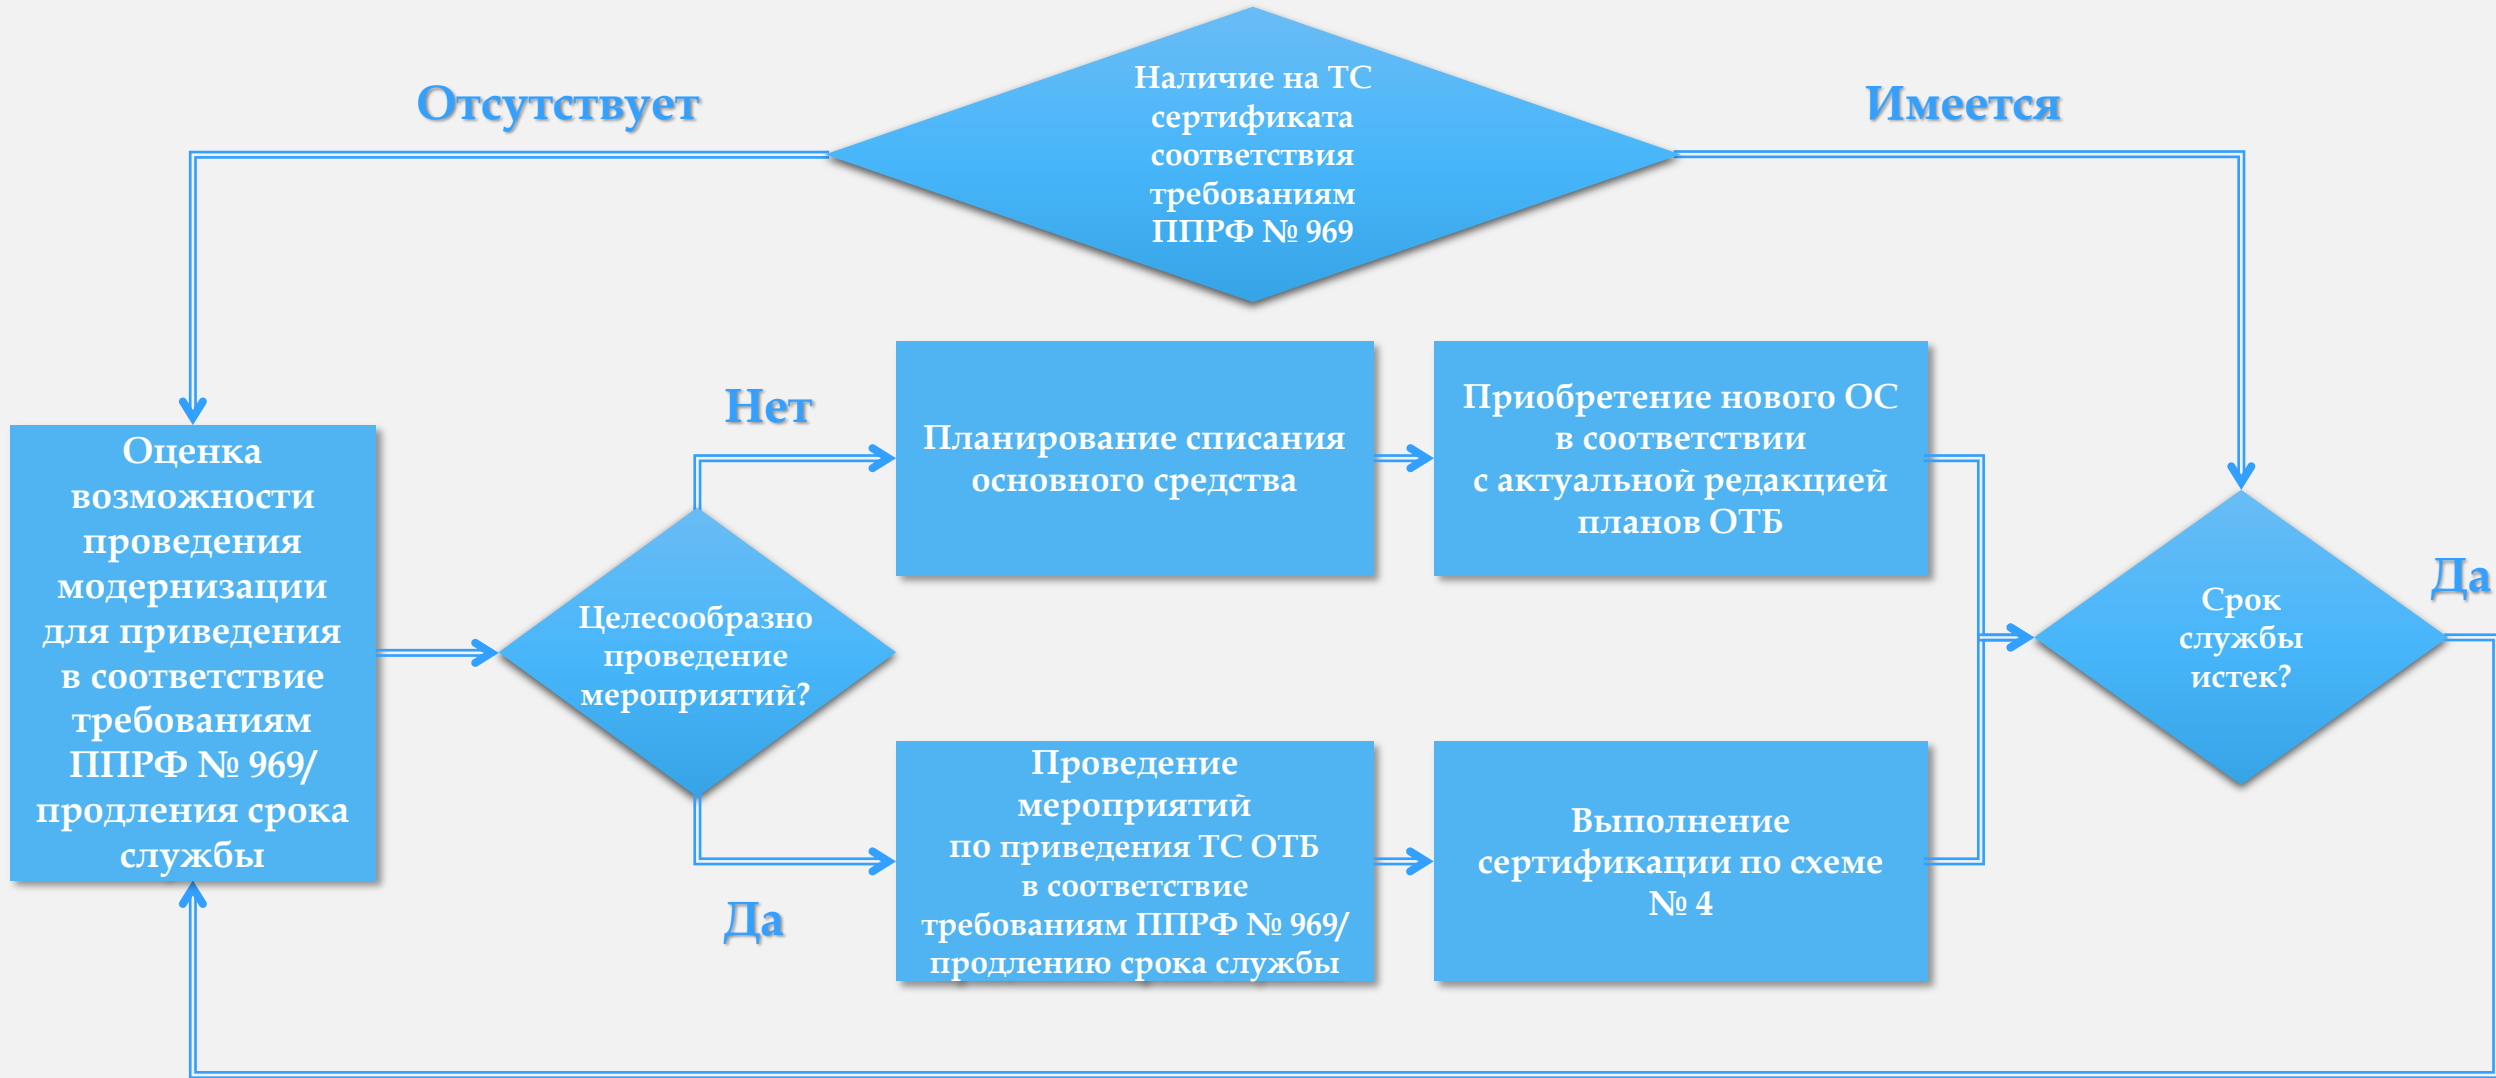 Наличие на ТС
сертификата
соответствия
требованиям
ППРФ № 969
Отсутствует
Имеется
Оценка
возможности
проведения
модернизации
для приведения
в соответствие
требованиям
ППРФ № 969/
продления срока
службы
Целесообразно
проведение
мероприятий?
Нет
Планирование списания
основного средства
Приобретение нового ОС
в соответствии
с актуальной редакцией
планов ОТБ
Да
Проведение
мероприятий
по приведения ТС ОТБ
в соответствие
требованиям ППРФ № 969/
продлению срока службы
Выполнение
сертификации по схеме
№ 4
Срок
службы
истек?
Да